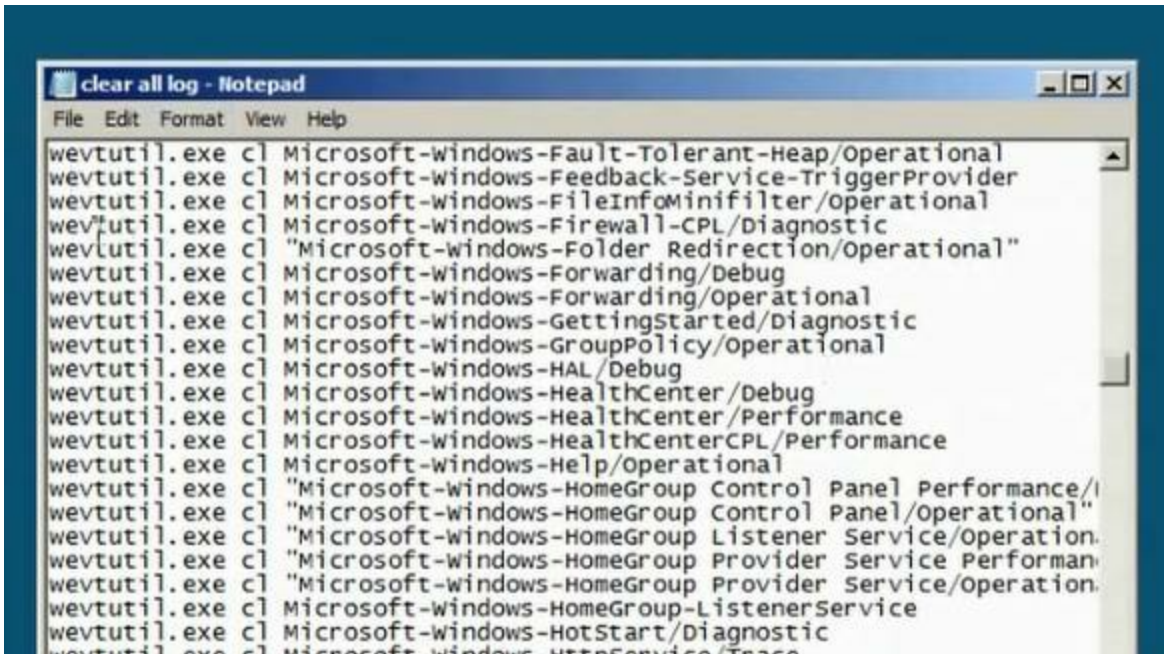 clear all log - Notepad
File Edit Format View Help
wevtutil.exe cl Microsoft-Windows-Fault-Tolerant-Heap/Operational
wevtutil.exe cl Microsoft-Windows-Feedback-Service-TriggerProvider
wevtutil.exe cl Microsoft-Windows-FileInfoMinifilter/Operational
wevtutil.exe cl Microsoft-Windows-Firewall-CPL/Diagnostic
wevtutil.exe cl "Microsoft-Windows-Folder Redirection/Operational"
wevtutil.exe cl Microsoft-Windows-Forwarding/Debug
wevtutil.exe cl Microsoft-Windows-Forwarding/Operational
wevtutil.exe cl Microsoft-Windows-GettingStarted/Diagnostic
wevtutil.exe cl Microsoft-Windows-GroupPolicy/Operational
wevtutil.exe cl Microsoft-Windows-HAL/Debug
wevtutil.exe cl Microsoft-Windows-HealthCenter/Debug
wevtutil.exe cl Microsoft-Windows-HealthCenter/Performance
wevtutil.exe cl Microsoft-Windows-HealthCenterCPL/Performance
wevtutil.exe cl Microsoft-Windows-Help/Operational
wevtutil.exe cl "Microsoft-Windows-HomeGroup Control Panel Performance/
wevtutil.exe cl "Microsoft-Windows-HomeGroup Control Panel/Operational"
wevtutil.exe cl "Microsoft-Windows-HomeGroup Listener Service/Operation
wevtutil.exe cl "Microsoft-Windows-HomeGroup Provider Service Performan
wevtutil.exe cl "Microsoft-Windows-HomeGroup Provider Service/Operation
wevtutil.exe cl Microsoft-Windows-HomeGroup-ListenerService
wevtutil.exe cl Microsoft-Windows-HotStart/Diagnostic
wevtutil.exe cl Microsoft-Windows-HttpService/Trace